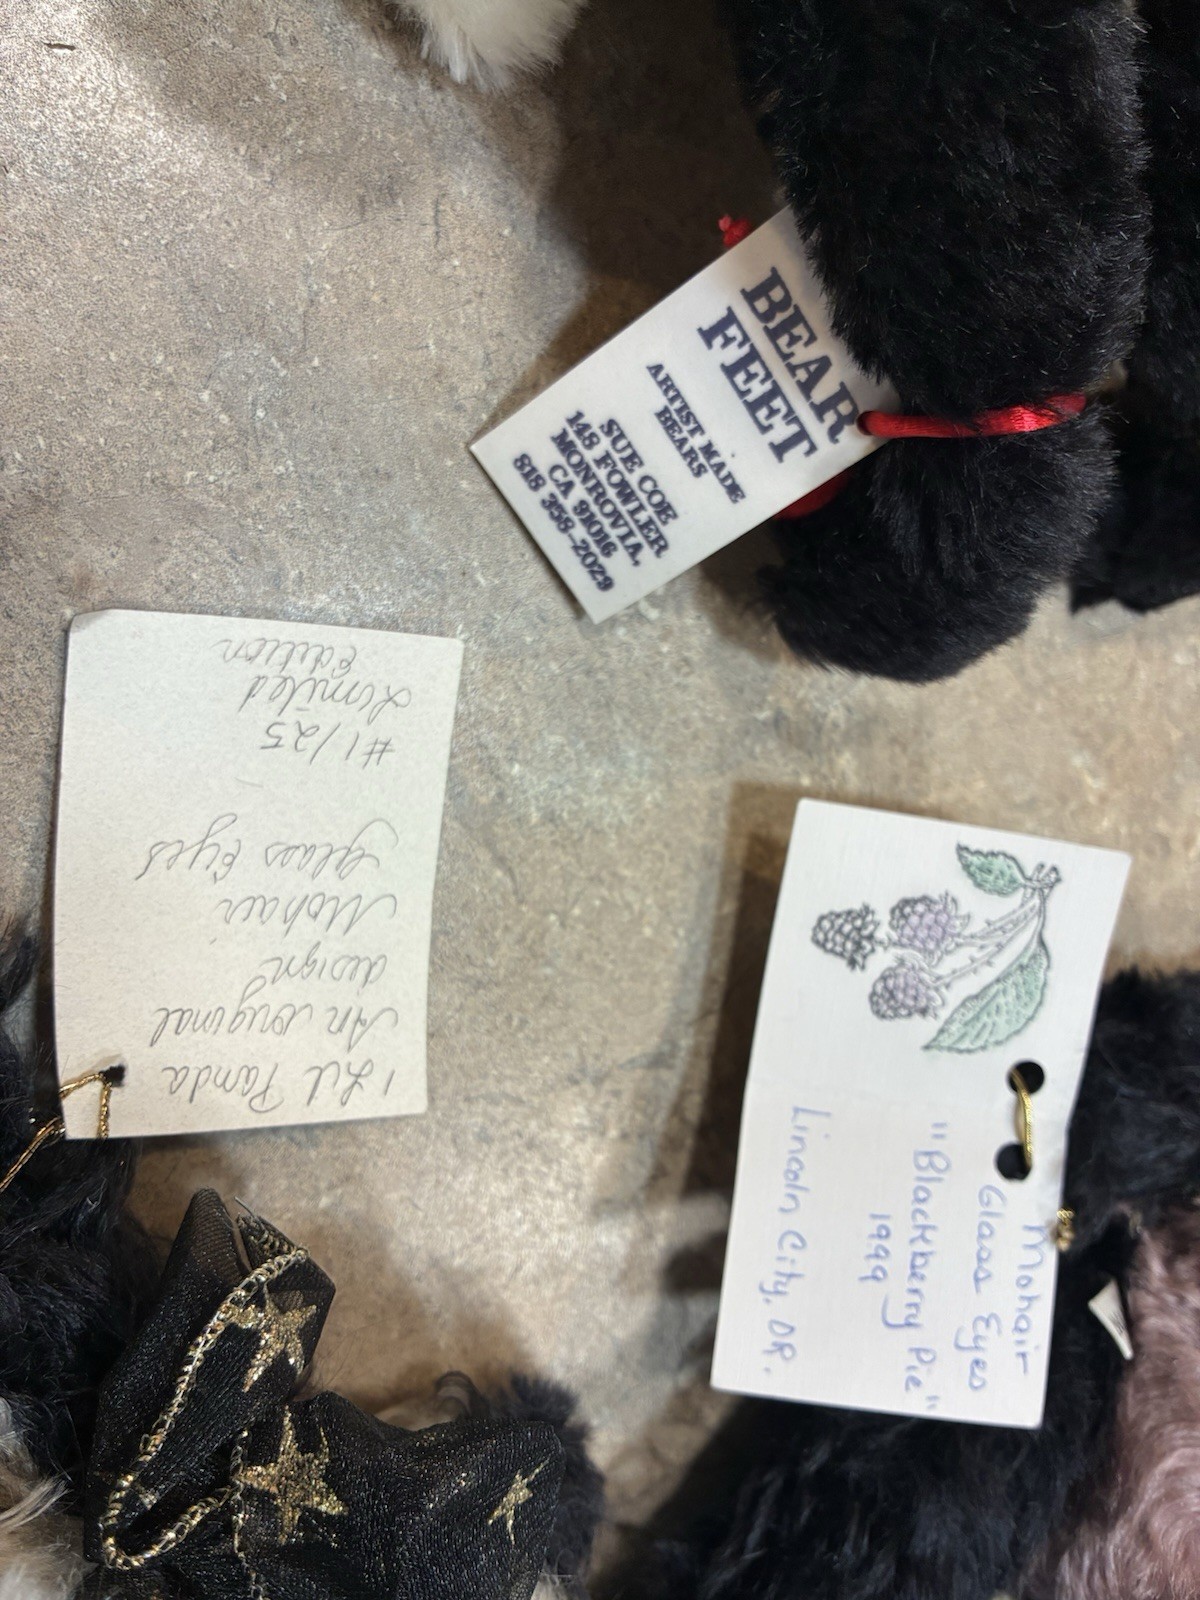 BEAR
FEET
ARTIST MADE
BEARS
SUE COE
148 FOWLER
MONROVIA,
CA 91016
818 358-2029
1 Lil Panda
An original
design
Mohair
Glass Eyes
#1/25
Limited
Edition
Mohair
Glass Eyes
"Blackberry Pie"
1999
Lincoln City, OR.